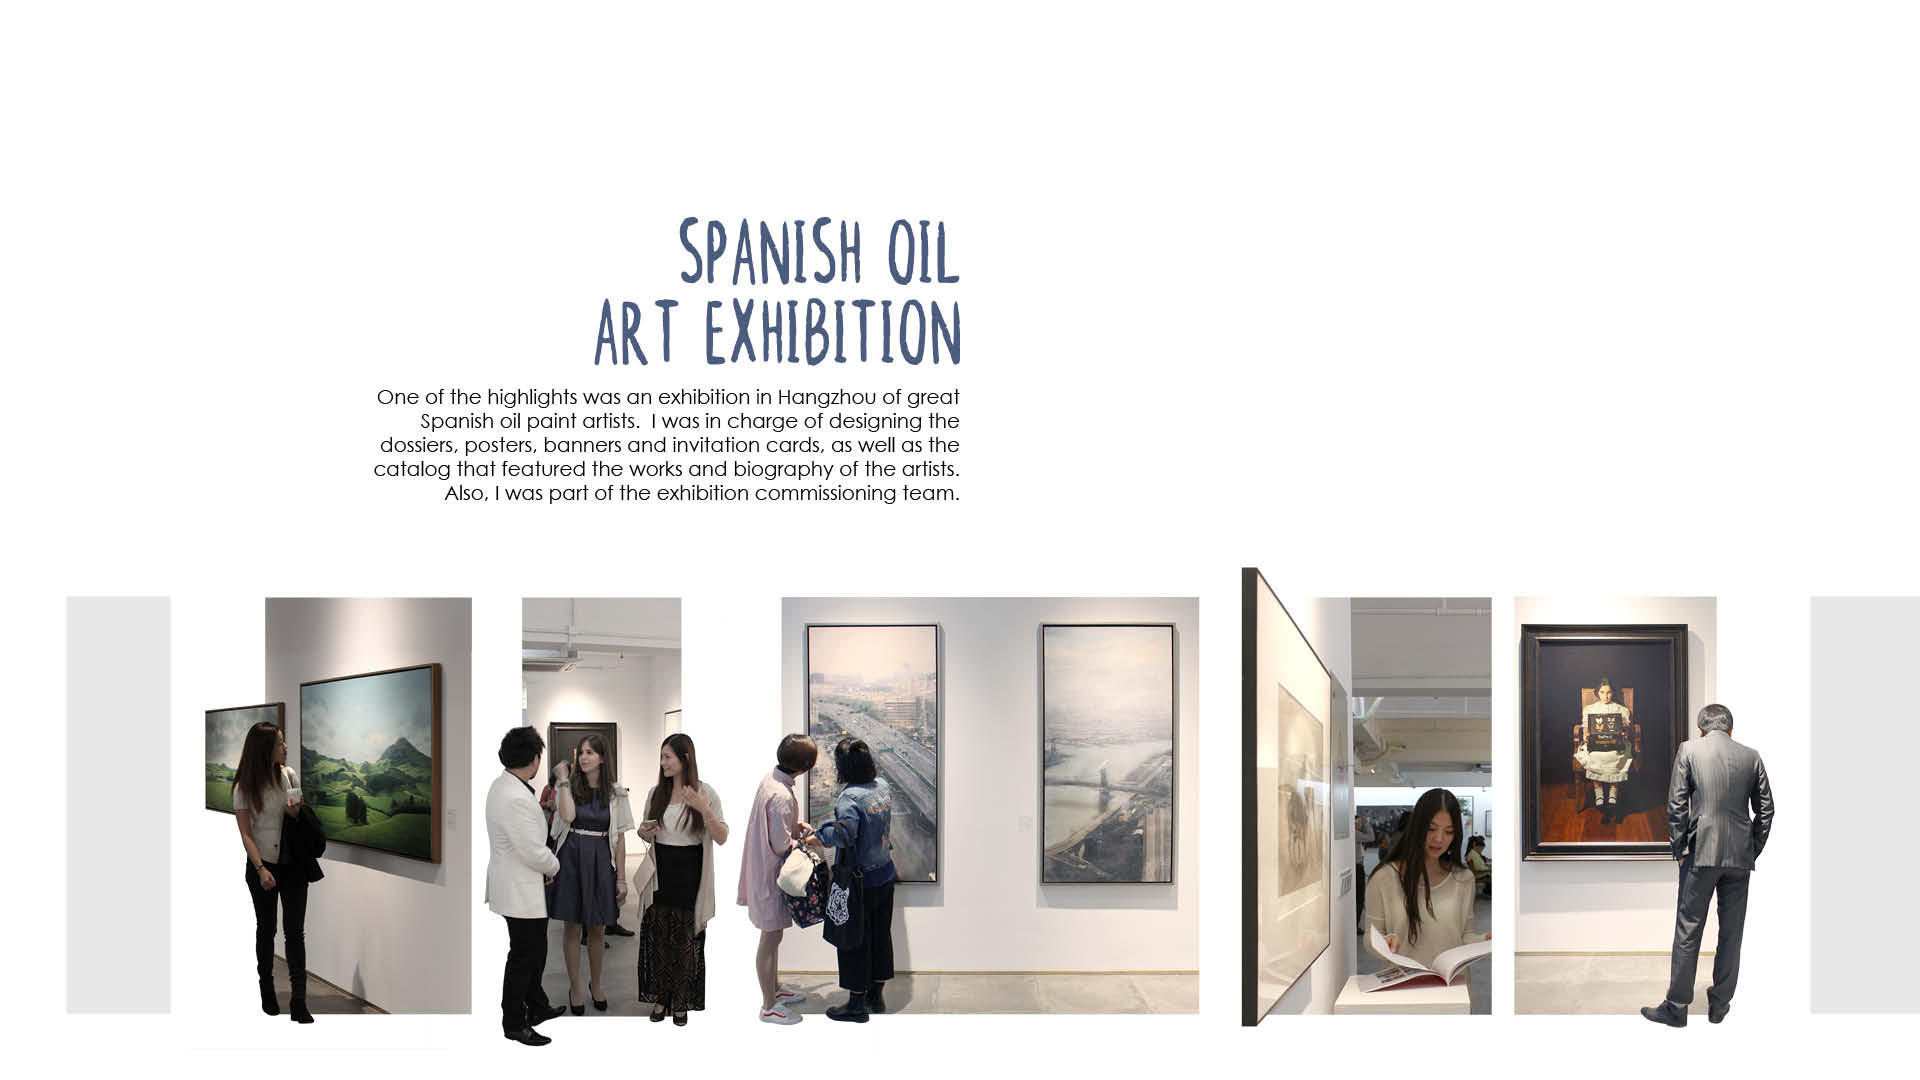 SPANISH OIL
ART EXHIBITION
One of the highlights was an exhibition in Hangzhou of great
Spanish oil paint artists.  I was in charge of designing the
dossiers, posters, banners and invitation cards, as well as the
catalog that featured the works and biography of the artists.
Also, I was part of the exhibition commissioning team.